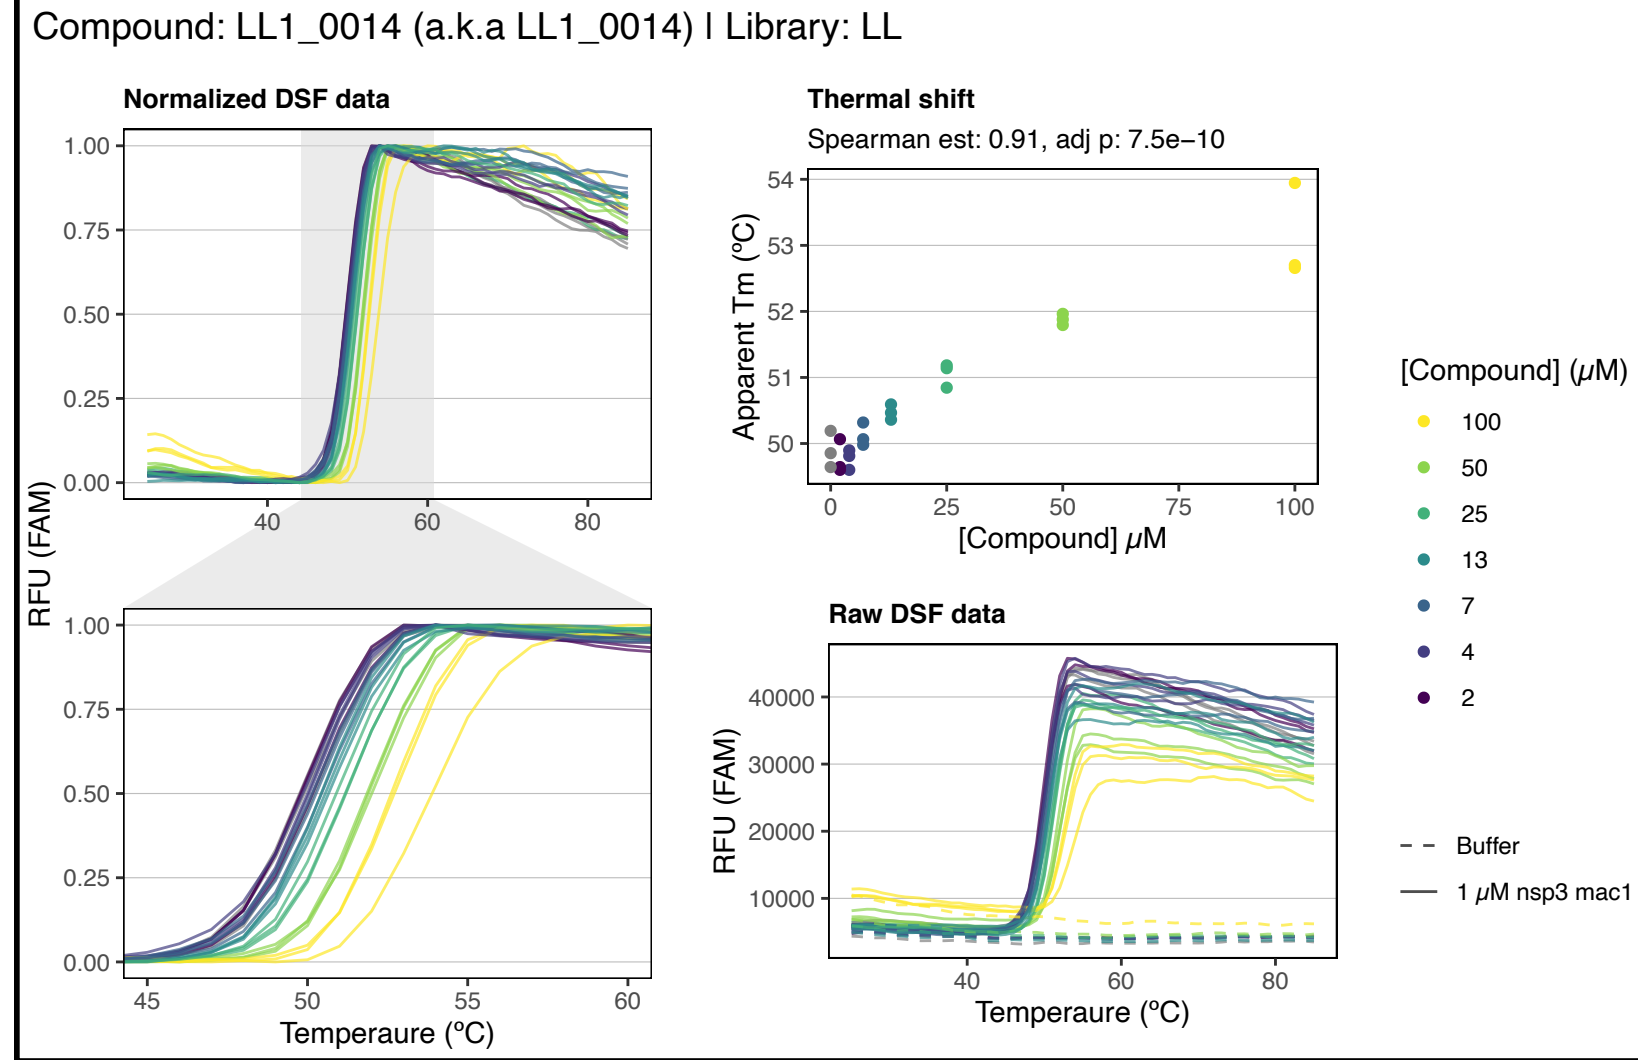 Compound: LL1_0014 (a.k.a LL1_0014) | Library: LL
Normalized DSF data
1.00
0.75
0.50
0.25
0.00
40
60
80
RFU (FAM)
1.00
0.75
0.50
0.25
0.00
45
50
55
60
Temperaure (ºC)
Thermal shift
Spearman est: 0.91, adj p: 7.5e−10
Apparent Tm (ºC)
54
53
52
51
50
0
25
50
75
100
[Compound] µM
Raw DSF data
RFU (FAM)
40000
30000
20000
10000
40
60
80
Temperaure (ºC)
[Compound] (µM)
100
50
25
13
7
4
2
Buffer
1 µM nsp3 mac1